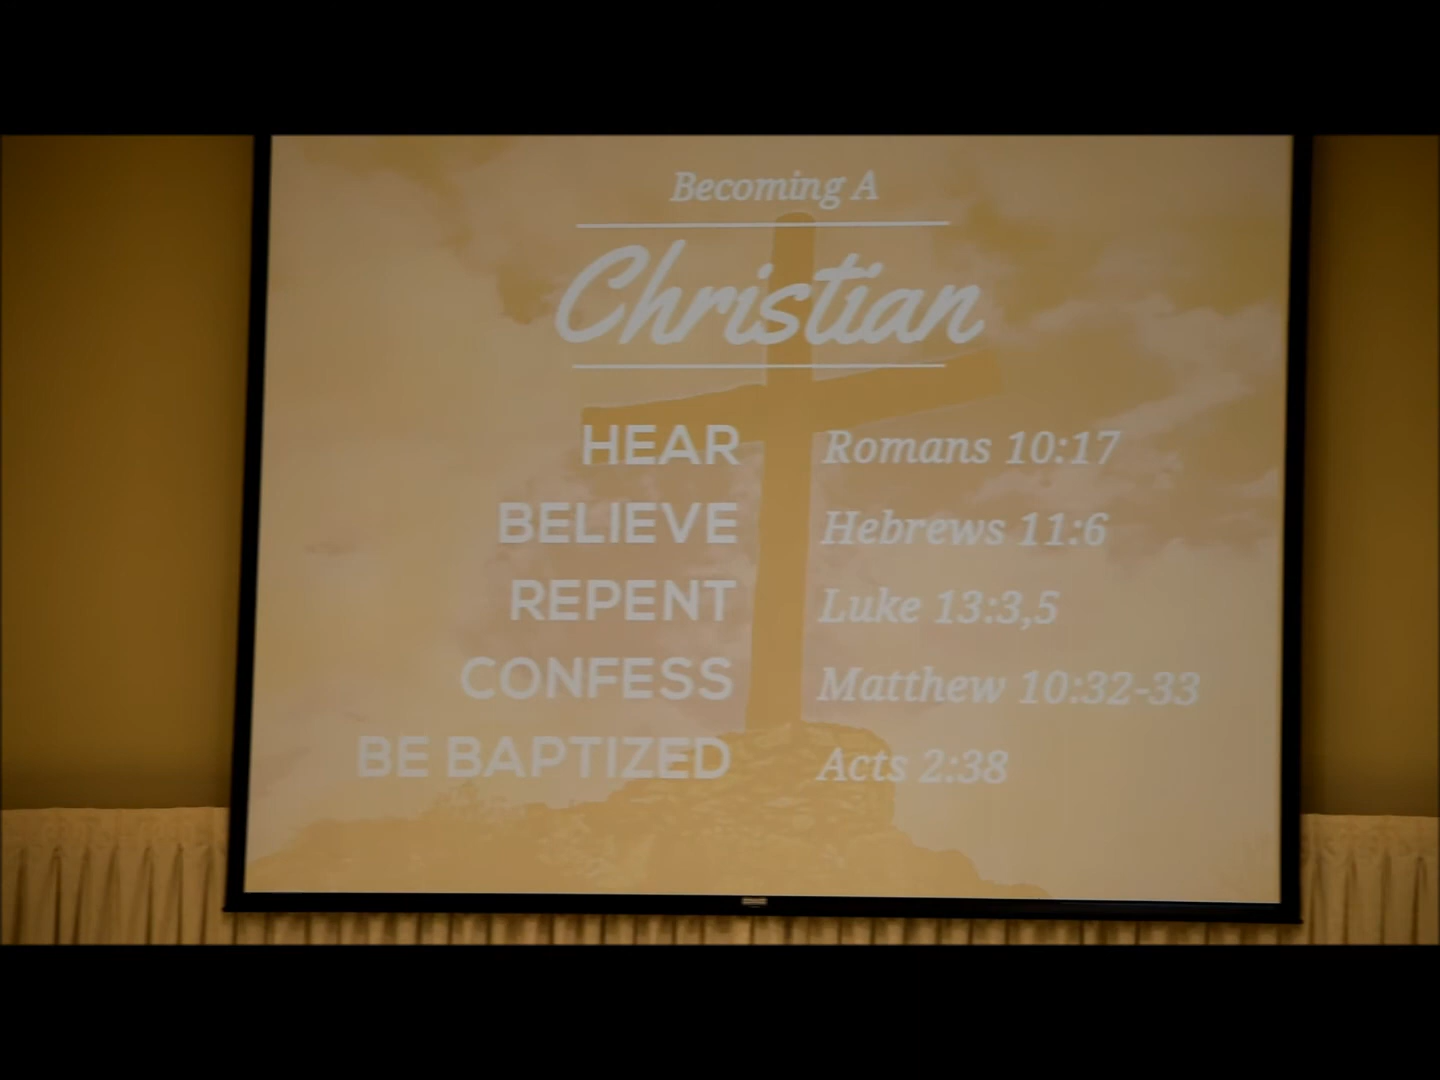 Becoming A
Christian
HEAR Romans 10:17
BELIEVE Hebrews 11:6
REPENT Luke 13:3,5
CONFESS Matthew 10:32-33
BE BAPTIZED Acts 2:38